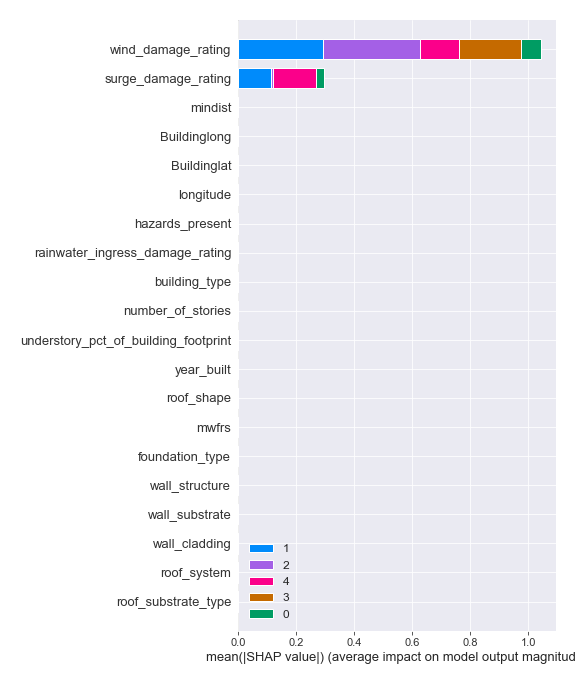 wind_damage_rating
surge_damage_rating
mindist
Buildinglong
Buildinglat
longitude
hazards_present
rainwater_ingress_damage_rating
building_type
number_of_stories
understory_pct_of_building_footprint
year_built
roof_shape
mwfrs
foundation_type
wall_structure
wall_substrate
wall_cladding
roof_system
roof_substrate_type
1
2
4
3
0
0.0 0.2 0.4 0.6 0.8 1.0
mean(|SHAP value|) (average impact on model output magnitud